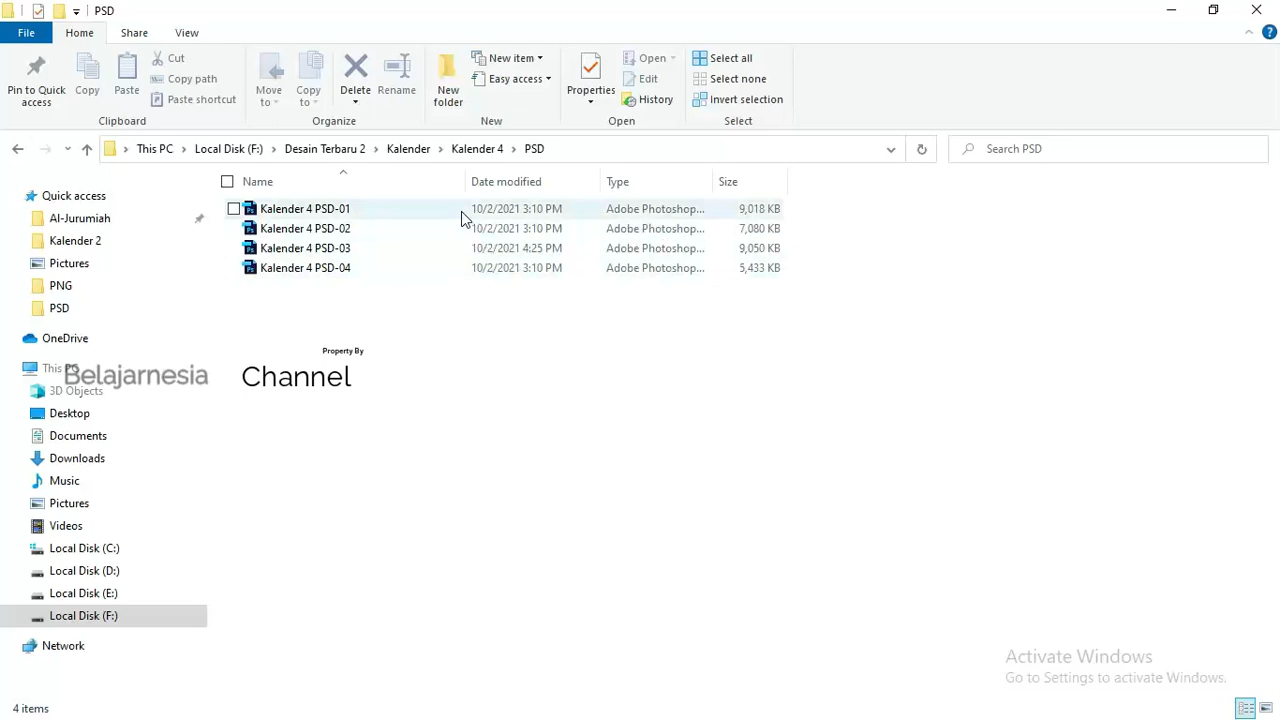 PSD
File Home Share View
Pin to Quick access
Copy
Paste
Cut
Copy path
Paste shortcut
Clipboard
Move to
Copy to
Delete
Rename
Organize
New folder
New item
Easy access
New
Properties
Open
Edit
History
Open
Select all
Select none
Invert selection
Select
This PC > Local Disk (F:) > Desain Terbaru 2 > Kalender > Kalender 4 > PSD
Search PSD
Name Date modified Type Size
Kalender 4 PSD-01 10/2/2021 3:10 PM Adobe Photoshop... 9,018 KB
Kalender 4 PSD-02 10/2/2021 3:10 PM Adobe Photoshop... 7,080 KB
Kalender 4 PSD-03 10/2/2021 4:25 PM Adobe Photoshop... 9,050 KB
Kalender 4 PSD-04 10/2/2021 3:10 PM Adobe Photoshop... 5,433 KB
Quick access
Al-Jurumiah
Kalender 2
Pictures
PNG
PSD
OneDrive
This PC
3D Objects
Desktop
Documents
Downloads
Music
Pictures
Videos
Local Disk (C:)
Local Disk (D:)
Local Disk (E:)
Local Disk (F:)
Network
Property By
Belajarnesia Channel
Activate Windows
Go to Settings to activate Windows.
4 items